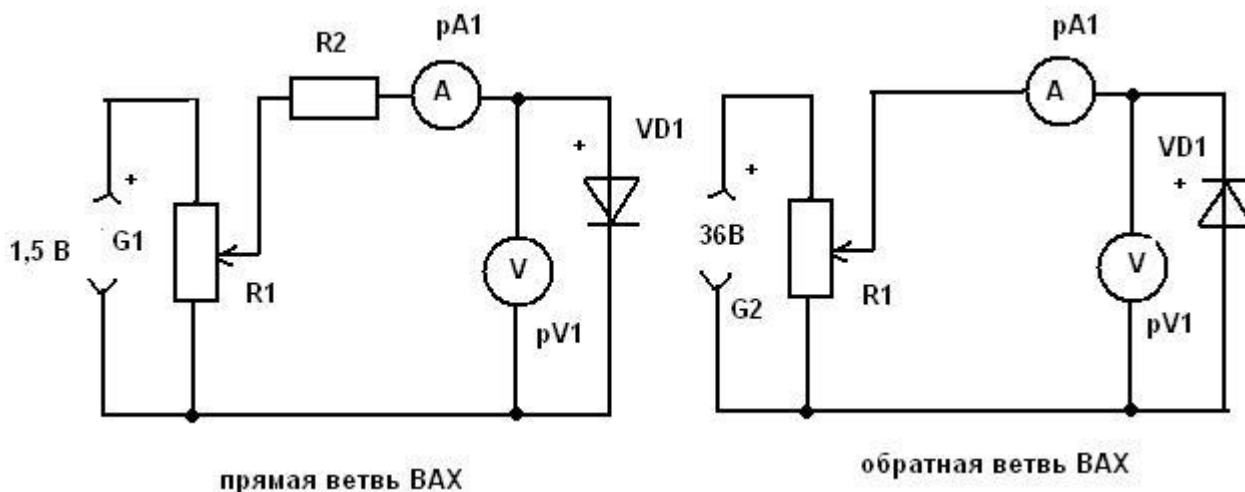 pA1
R2
A
VD1
+
+
1,5 В
G1
R1
V
pV1
прямая ветвь ВАХ
pA1
A
VD1
+
+
36В
G2
R1
V
pV1
обратная ветвь ВАХ